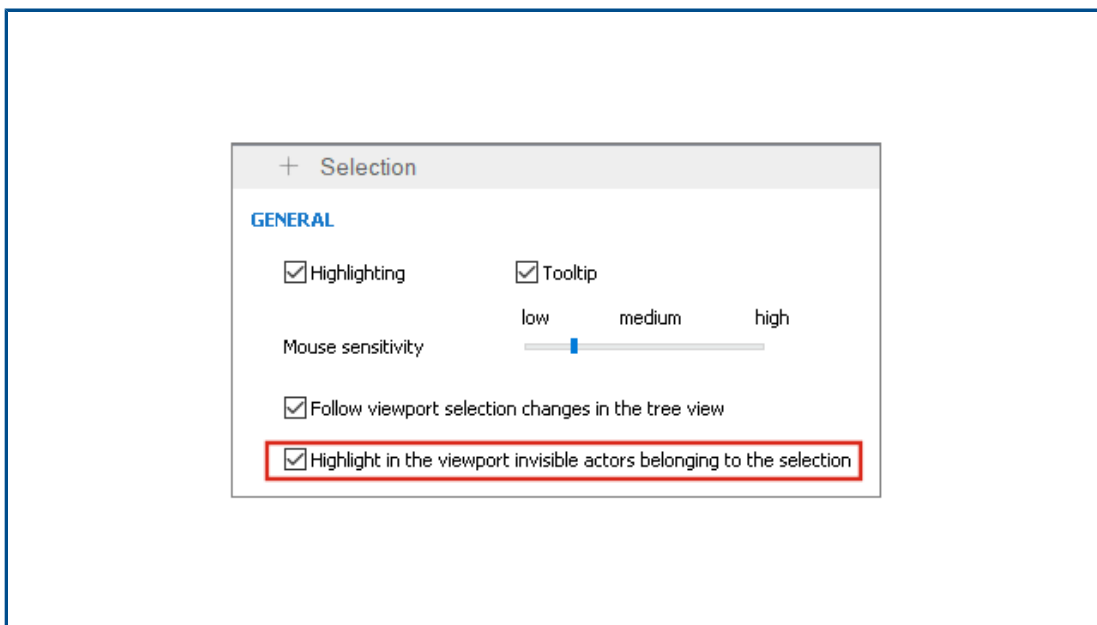 + Selection
GENERAL
Highlighting Tooltip
low medium high
Mouse sensitivity
Follow viewport selection changes in the tree view
Highlight in the viewport invisible actors belonging to the selection